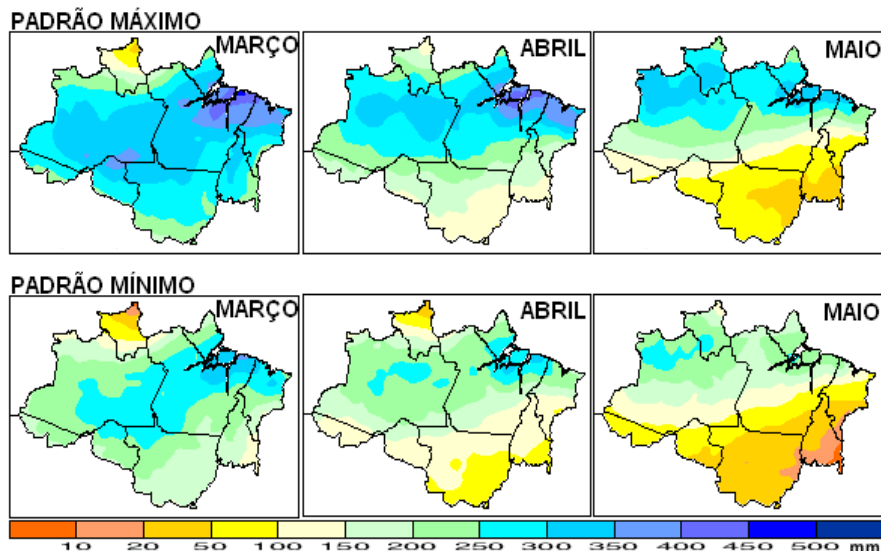 PADRÃO MÁXIMO
MARÇO
ABRIL
MAIO
PADRÃO MÍNIMO
MARÇO
ABRIL
MAIO
10 20 50 100 150 200 250 300 350 400 450 500 mm